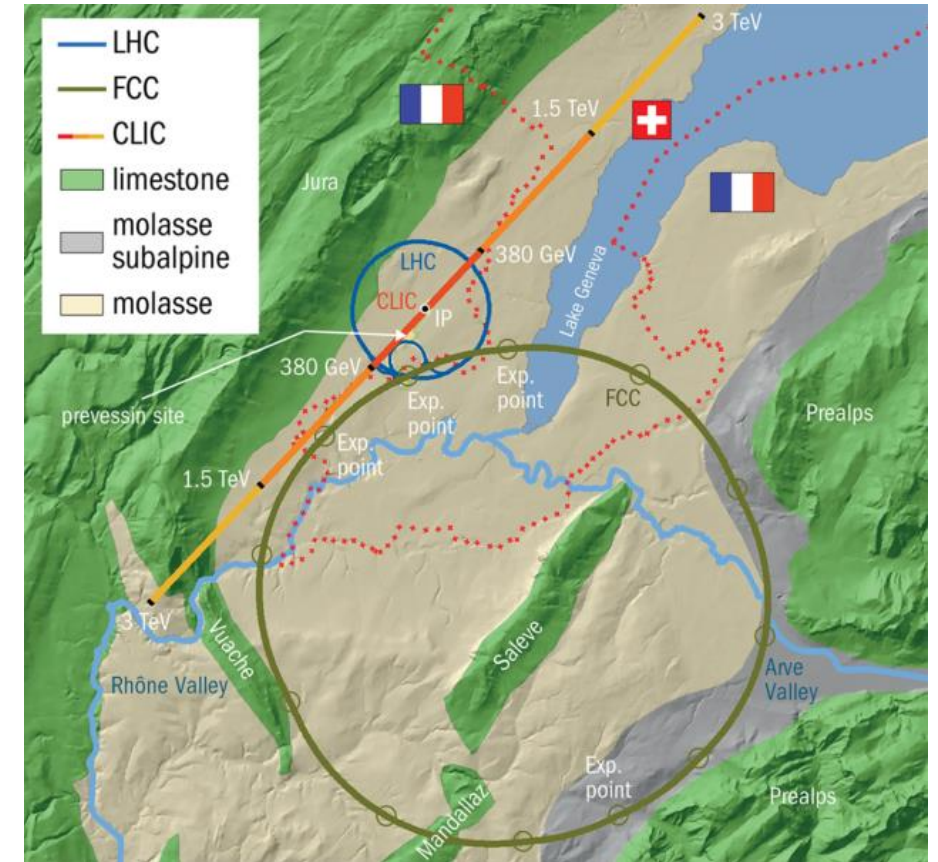 LHC
FCC
CLIC
limestone
molasse
subalpine
molasse
3 TeV
1.5 TeV
Jura
380 GeV
LHC
CLIC
IP
Lake Geneva
380 GeV
prevessin site
Exp.
point
Exp.
point
FCC
Prealps
Exp.
point
1.5 TeV
3 TeV
Vuache
Saleve
Rhône Valley
Arve
Valley
Exp.
point
Mandallaz
Prealps